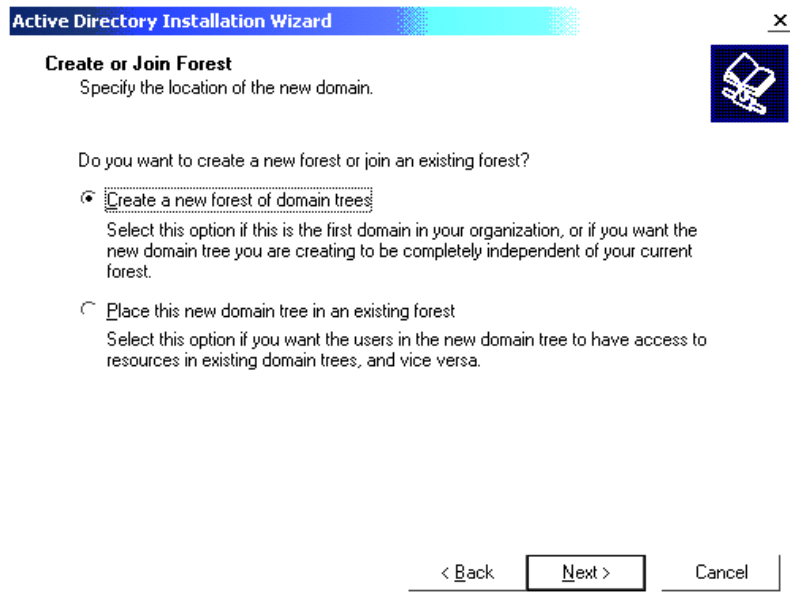 Active Directory Installation Wizard
Create or Join Forest
Specify the location of the new domain.
Do you want to create a new forest or join an existing forest?
Create a new forest of domain trees
Select this option if this is the first domain in your organization, or if you want the
new domain tree you are creating to be completely independent of your current
forest.
Place this new domain tree in an existing forest
Select this option if you want the users in the new domain tree to have access to
resources in existing domain trees, and vice versa.
< Back Next > Cancel